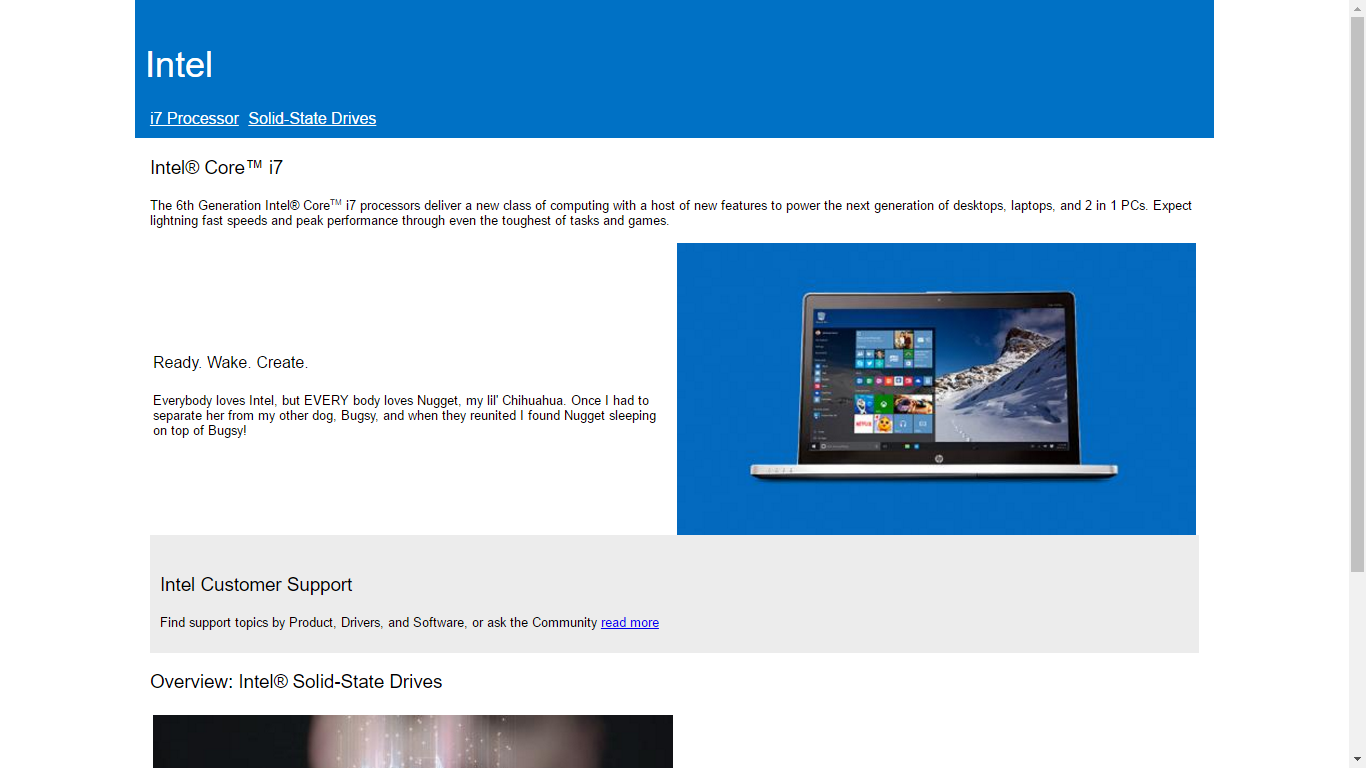 Intel
i7 Processor Solid-State Drives
Intel® Core™ i7
The 6th Generation Intel® Core™ i7 processors deliver a new class of computing with a host of new features to power the next generation of desktops, laptops, and 2 in 1 PCs. Expect
lightning fast speeds and peak performance through even the toughest of tasks and games.
Ready. Wake. Create.
Everybody loves Intel, but EVERY body loves Nugget, my lil' Chihuahua. Once I had to
separate her from my other dog, Bugsy, and when they reunited I found Nugget sleeping
on top of Bugsy!
NETFLIX
hp
Intel Customer Support
Find support topics by Product, Drivers, and Software, or ask the Community read more
Overview: Intel® Solid-State Drives